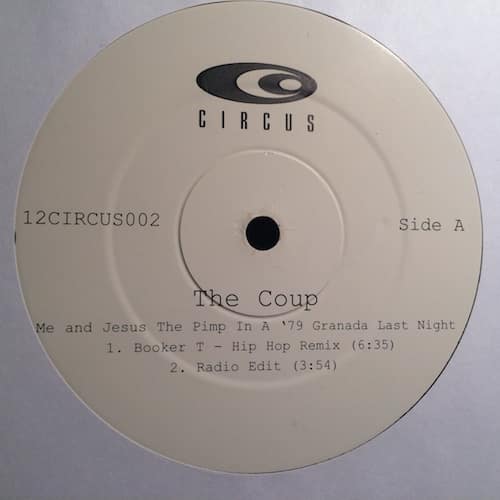 CIRCUS
12CIRCUS002
Side A
The Coup
Me and Jesus The Pimp In A ‘79 Granada Last Night
1. Booker T - Hip Hop Remix (6:35)
2. Radio Edit (3:54)